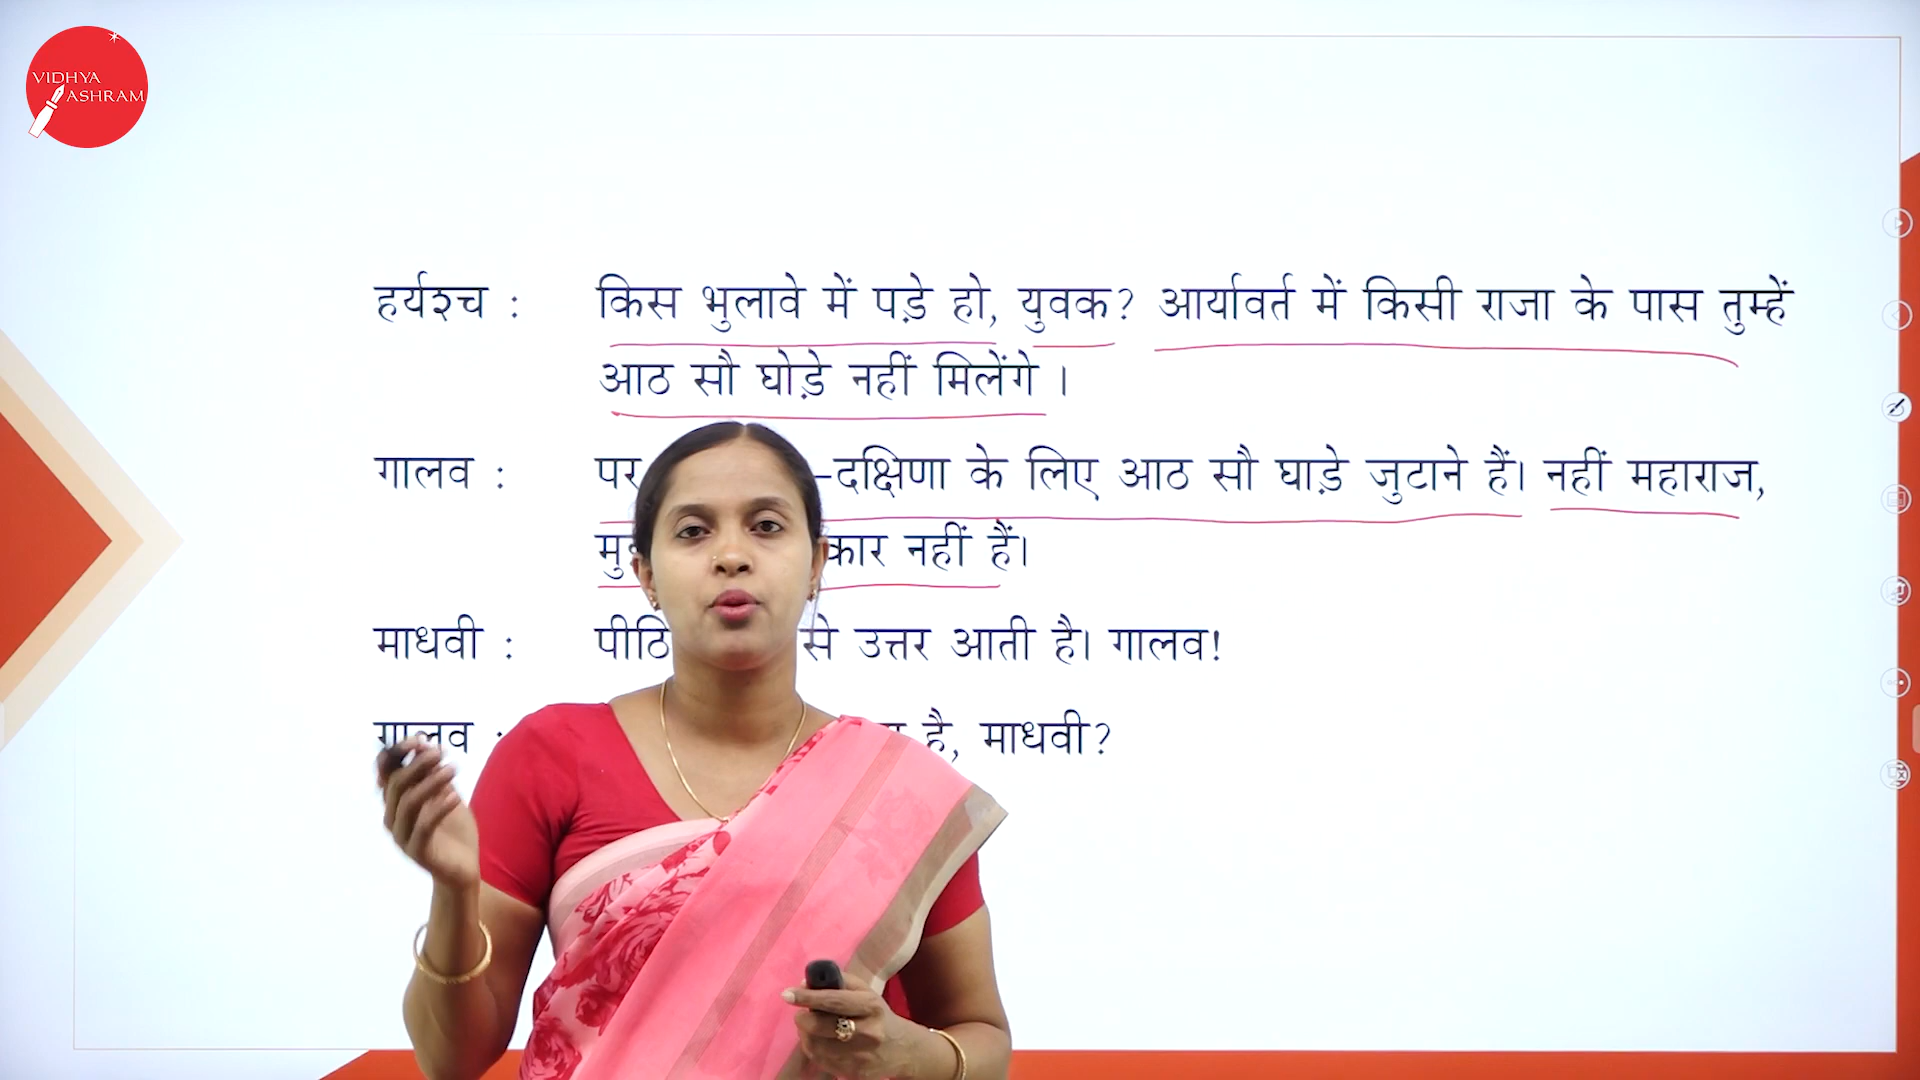 VIDHYA
ASHRAM
हर्यश्च : किस भुलावे में पड़े हो, युवक? आर्यावर्त में किसी राजा के पास तुम्हें
आठ सौ घोड़े नहीं मिलेंगे ।
गालव : पर –दक्षिणा के लिए आठ सौ घाड़े जुटाने हैं। नहीं महाराज,
नहीं हैं।
माधवी : से उत्तर आती है। गालव!
गालव : है, माधवी?